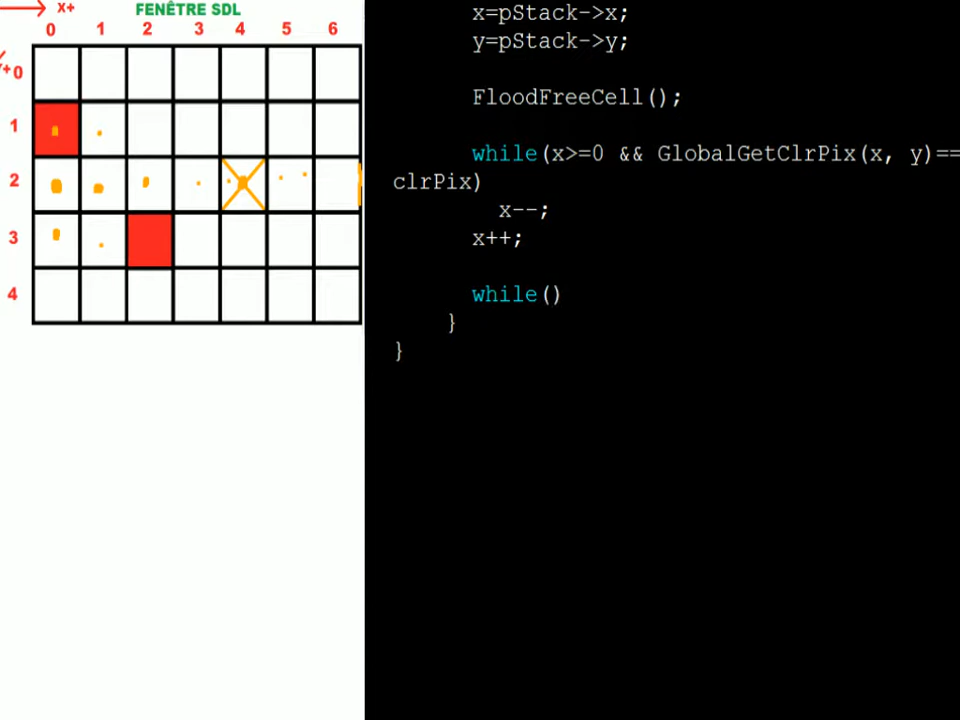 X+
FENÊTRE SDL
0 1 2 3 4 5 6
Y+0
1
2
3
4
x=pStack->x;
y=pStack->y;
FloodFreeCell();
while(x>=0 && GlobalGetClrPix(x, y)==
clrPix)
x--;
x++;
while()
}
}